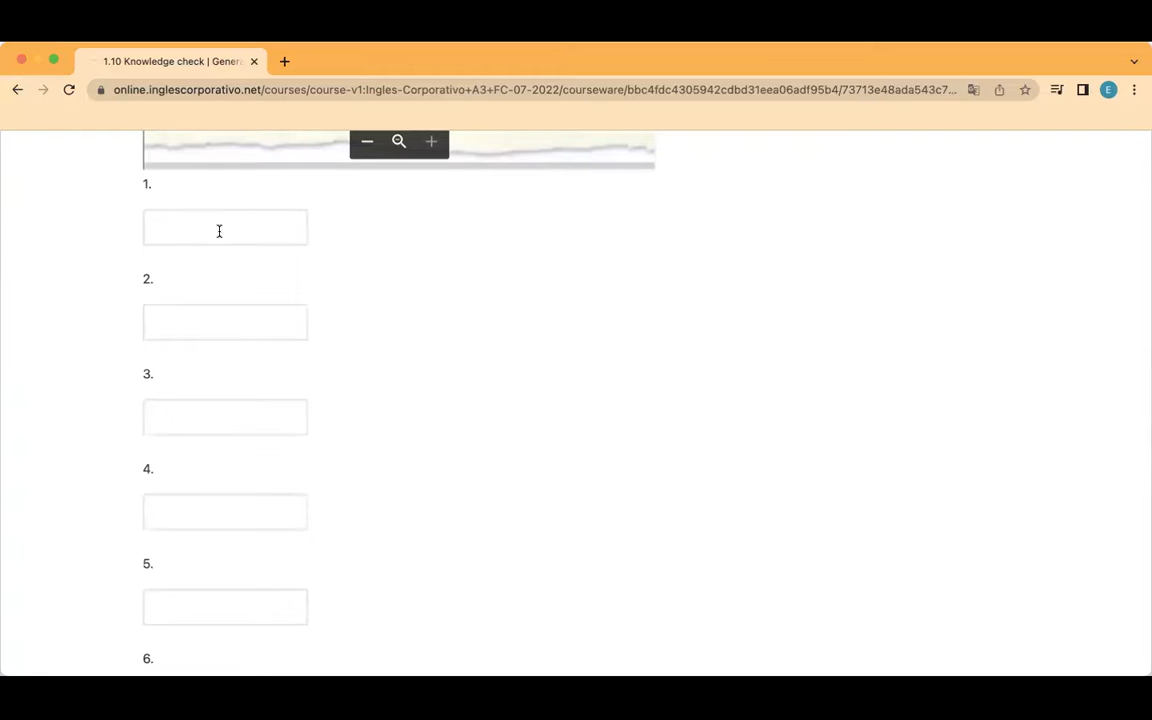 1.10 Knowledge check | Gener
online.inglescorporativo.net/courses/course-v1:Ingles-Corporativo+A3+FC-07-2022/courseware/bbc4fdc4305942cdbd31eea06adf95b4/73713e48ada543c7...
E
1.
2.
3.
4.
5.
6.